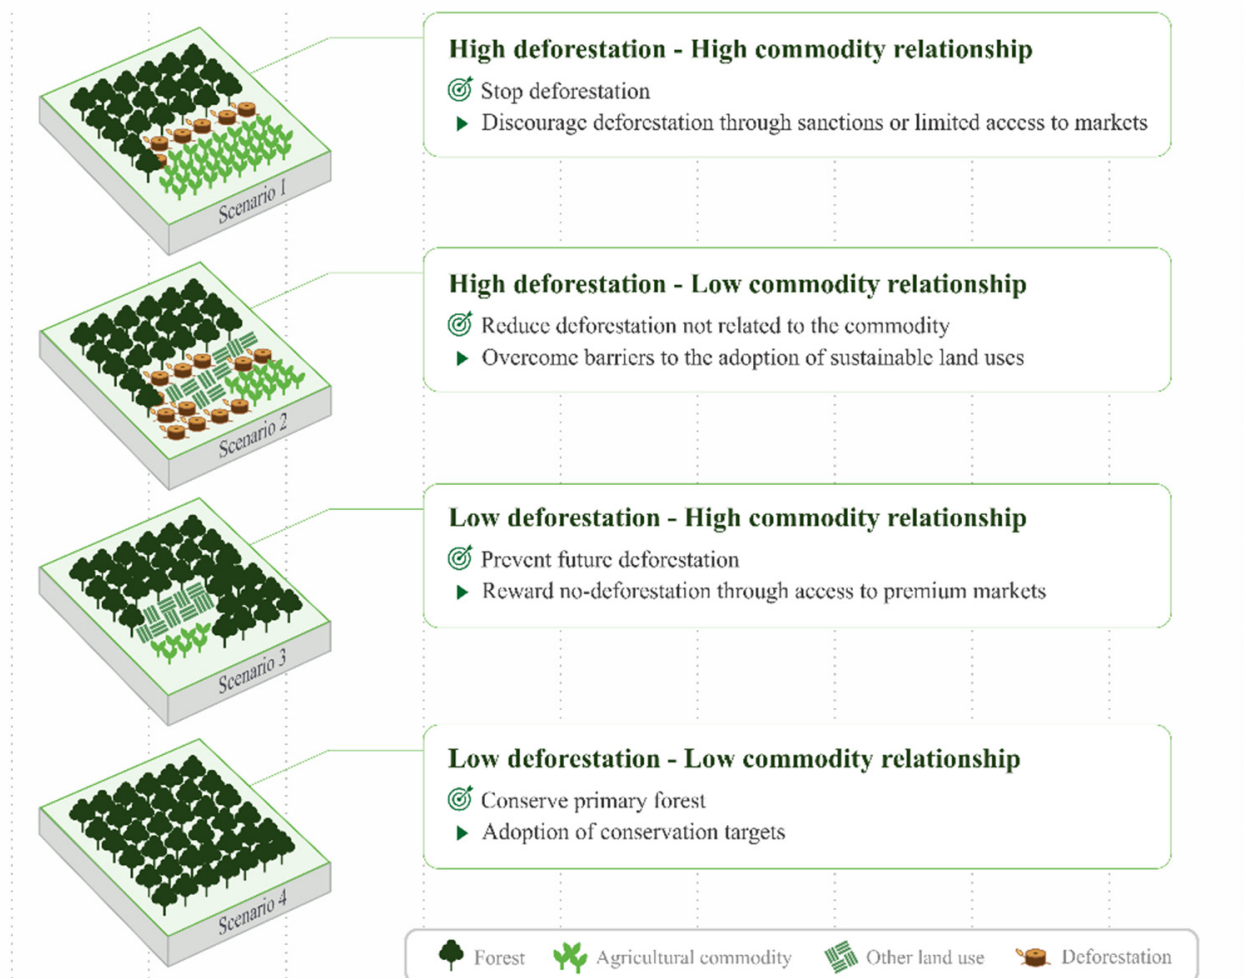 High deforestation - High commodity relationship
Stop deforestation
Discourage deforestation through sanctions or limited access to markets
Scenario 1
High deforestation - Low commodity relationship
Reduce deforestation not related to the commodity
Overcome barriers to the adoption of sustainable land uses
Scenario 2
Low deforestation - High commodity relationship
Prevent future deforestation
Reward no-deforestation through access to premium markets
Scenario 3
Low deforestation - Low commodity relationship
Conserve primary forest
Adoption of conservation targets
Scenario 4
Forest Agricultural commodity Other land use Deforestation